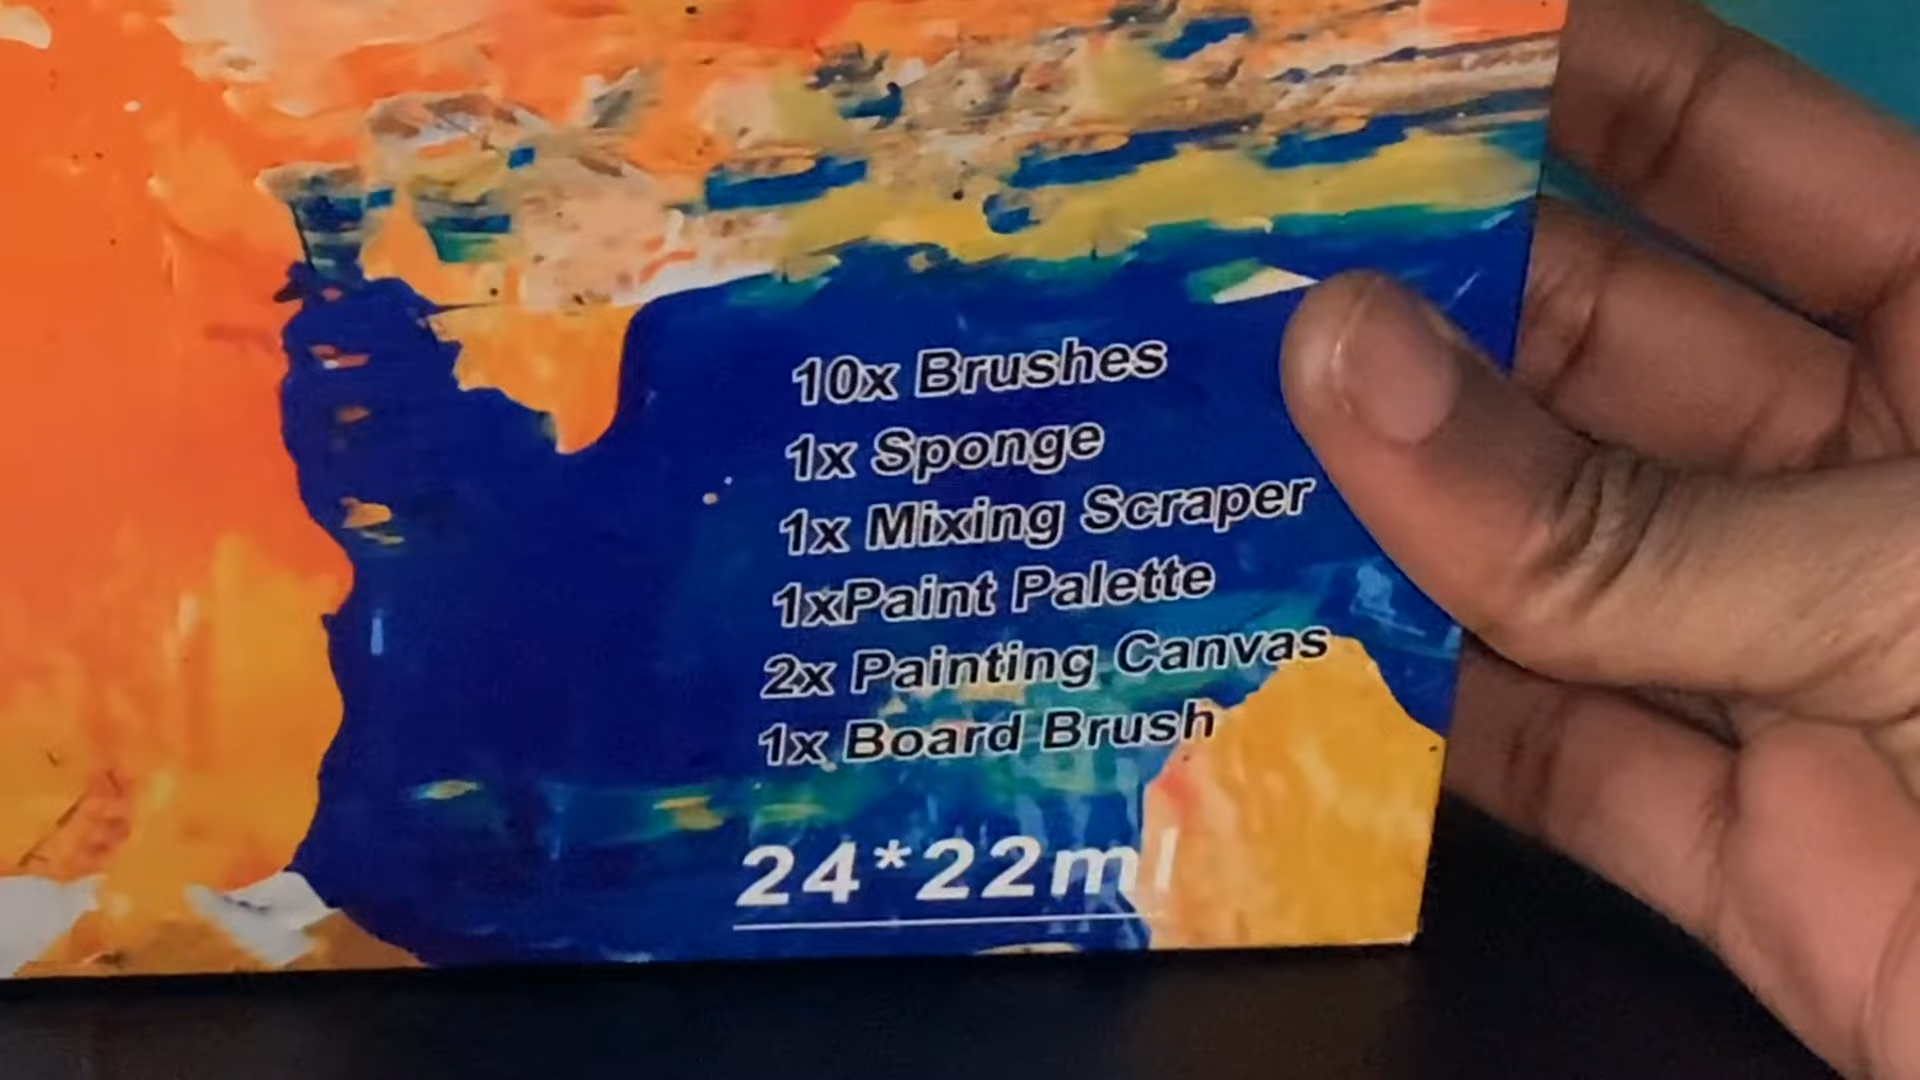 10x Brushes
1x Sponge
1x Mixing Scraper
1xPaint Palette
2x Painting Canvas
1x Board Brush
24*22ml